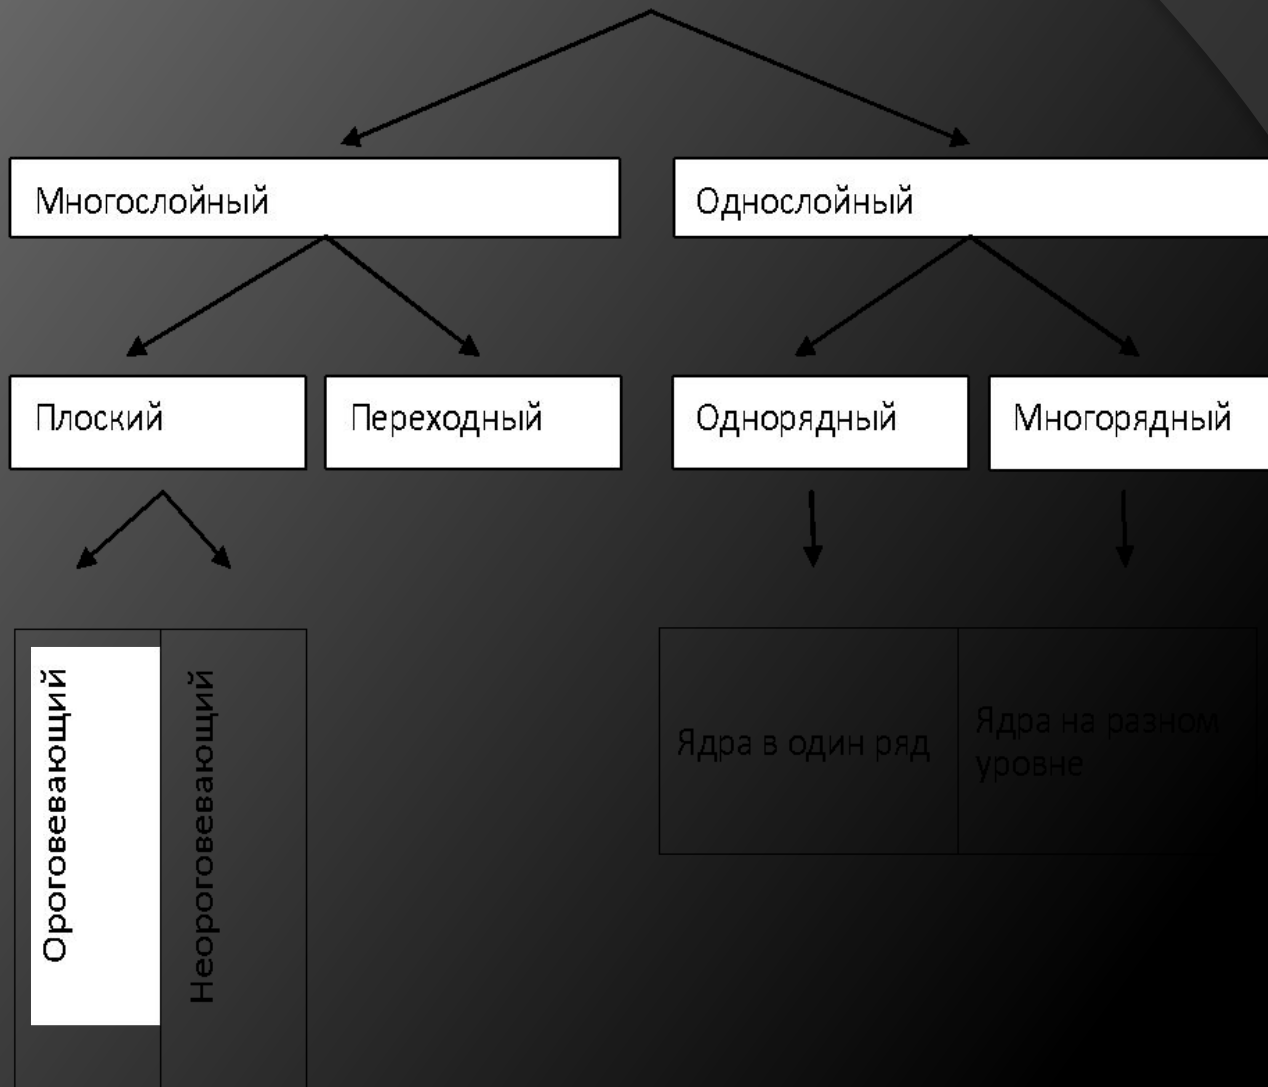 Многослойный
Однослойный
Плоский
Переходный
Однорядный
Многорядный
Ороговевающий
Неороговевающий
Ядра в один ряд
Ядра на разном
уровне